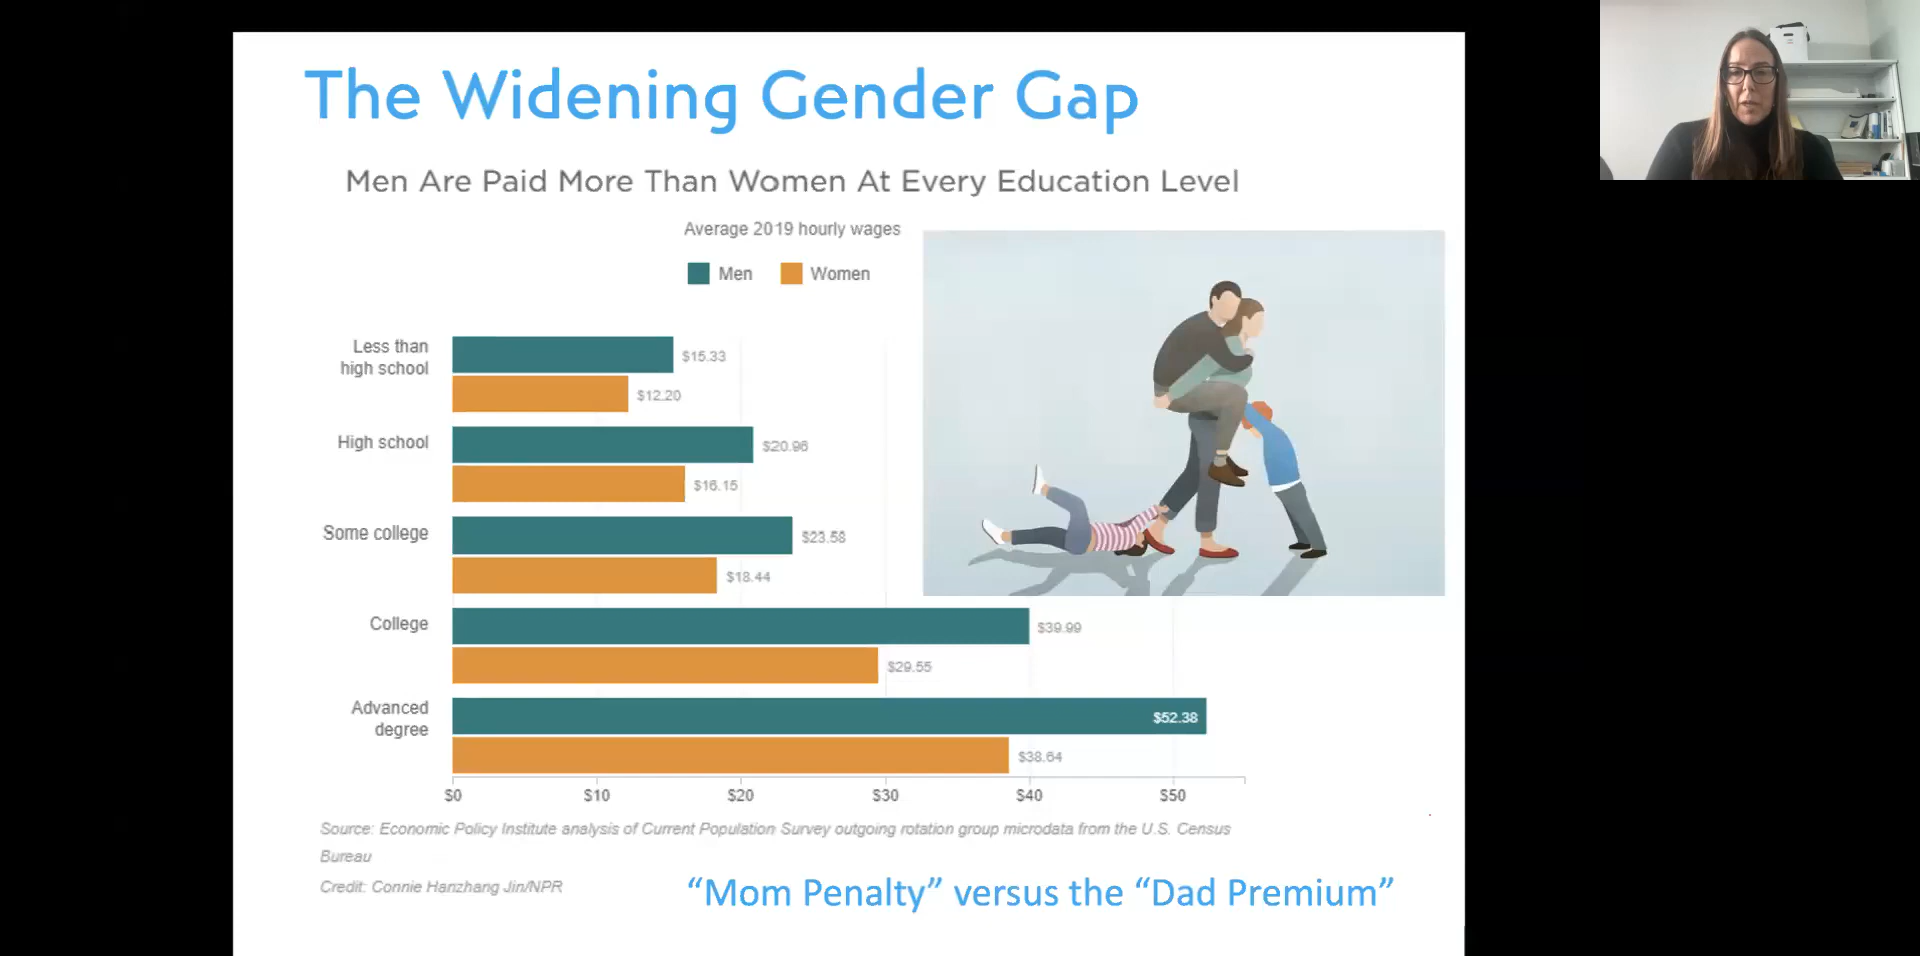 The Widening Gender Gap
Men Are Paid More Than Women At Every Education Level
Average 2019 hourly wages
Men
Women
Less than
high school
$15.33
$12.20
High school
$20.96
$16.15
Some college
$23.58
$18.44
College
$39.99
$29.55
Advanced
degree
$52.38
$38.64
$0 $10 $20 $30 $40 $50
Source: Economic Policy Institute analysis of Current Population Survey outgoing rotation group microdata from the U.S. Census
Bureau
Credit: Connie Hanzhang Jin/NPR
“Mom Penalty” versus the “Dad Premium”